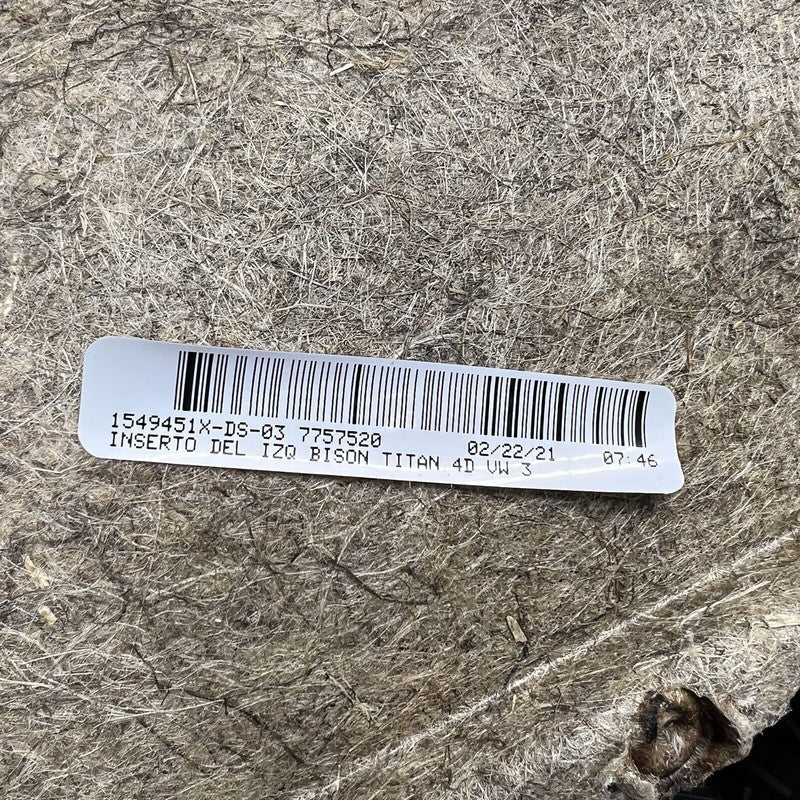 1549451X-DS-03 7757520 02/22/21 07:46
INSERTO DEL IZQ BISON TITAN 4D VW 3